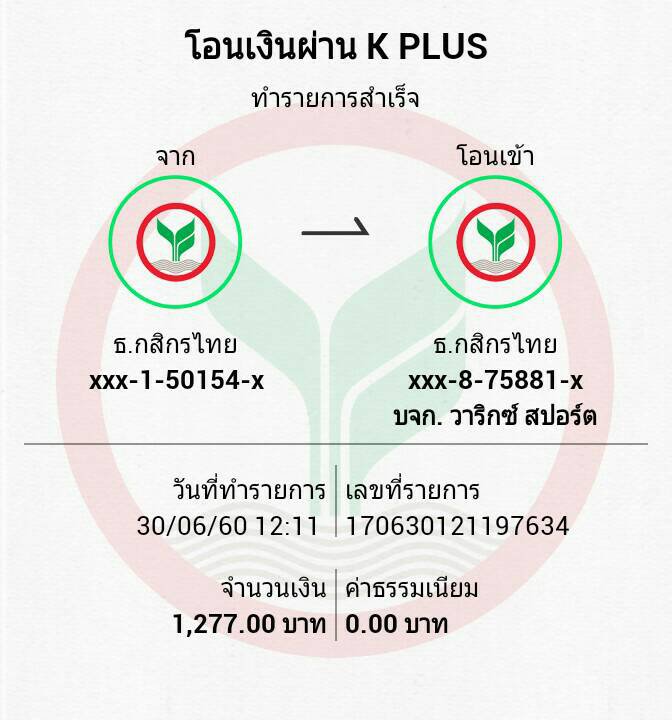 โอนเงินผ่าน K PLUS
ทำรายการสำเร็จ
จาก
โอนเข้า
ธ.กสิกรไทย
xxx-1-50154-x
ธ.กสิกรไทย
xxx-8-75881-x
บจก. วาริกซ์ สปอร์ต
วันที่ทำรายการ
30/06/60 12:11
เลขที่รายการ
170630121197634
จำนวนเงิน
1,277.00 บาท
ค่าธรรมเนียม
0.00 บาท